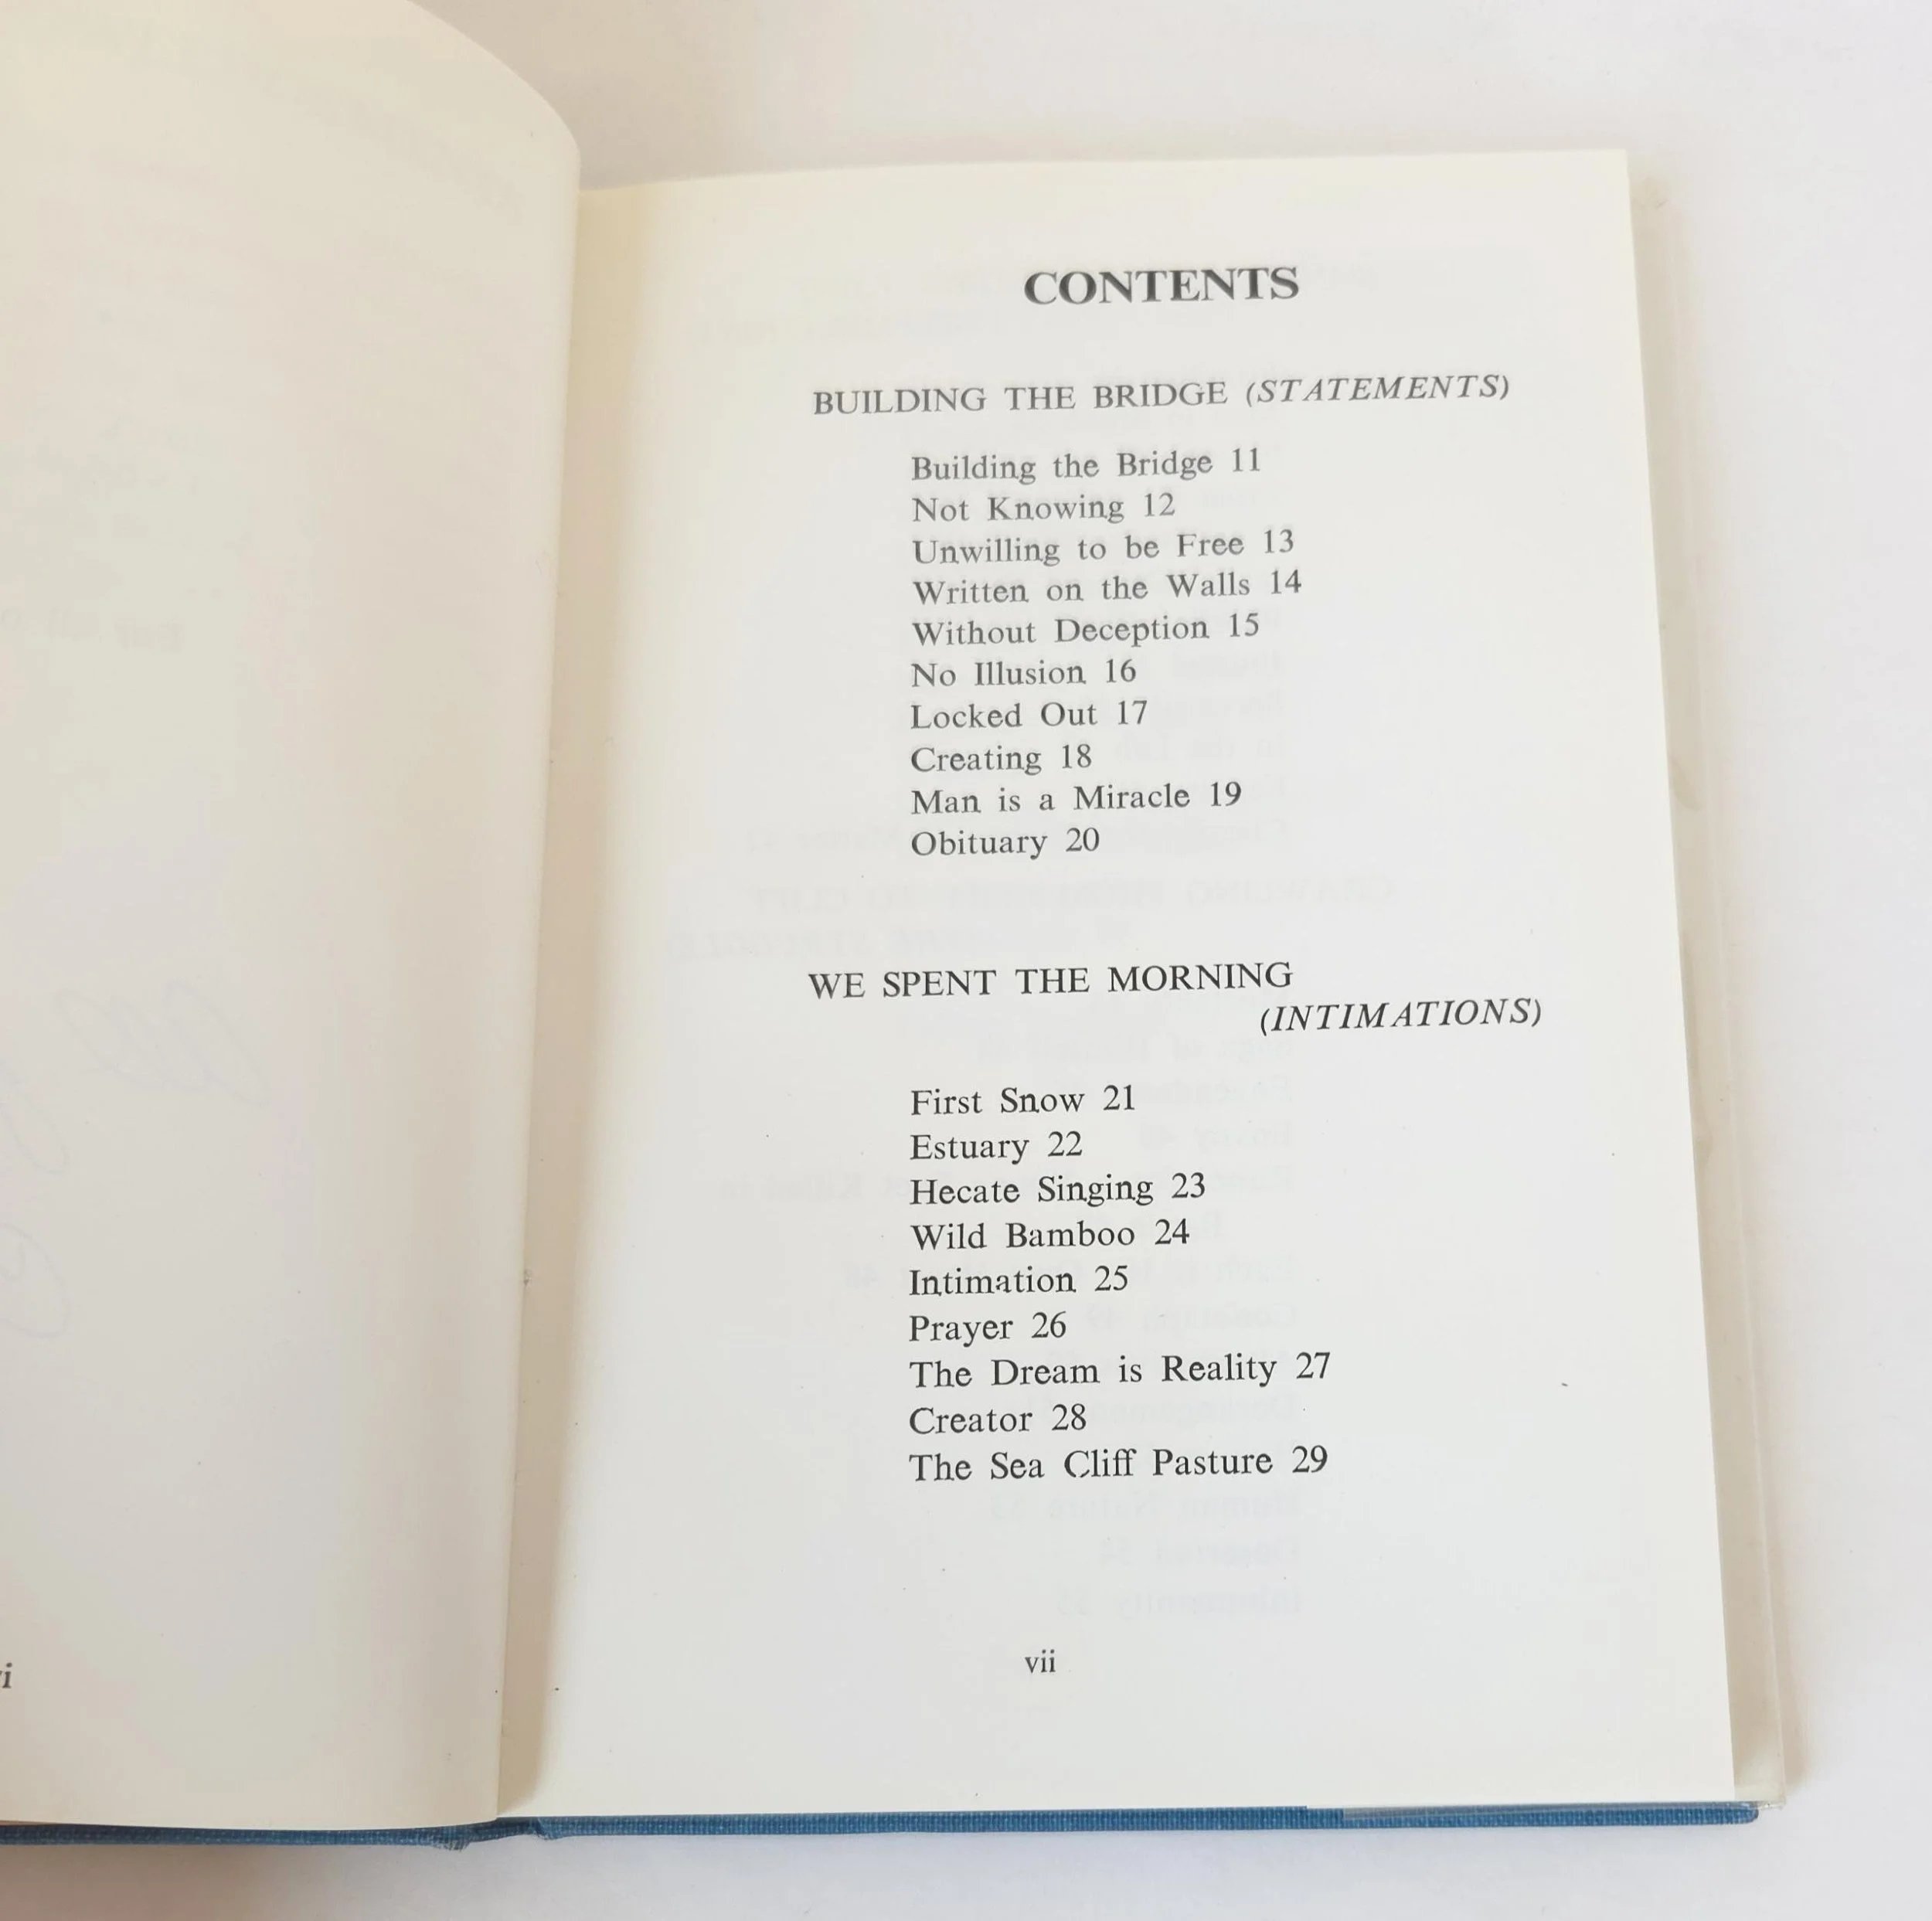 CONTENTS
BUILDING THE BRIDGE (STATEMENTS)
Building the Bridge 11
Not Knowing 12
Unwilling to be Free 13
Written on the Walls 14
Without Deception 15
No Illusion 16
Locked Out 17
Creating 18
Man is a Miracle 19
Obituary 20
WE SPENT THE MORNING
(INTIMATIONS)
First Snow 21
Estuary 22
Hecate Singing 23
Wild Bamboo 24
Intimation 25
Prayer 26
The Dream is Reality 27
Creator 28
The Sea Cliff Pasture 29
vii